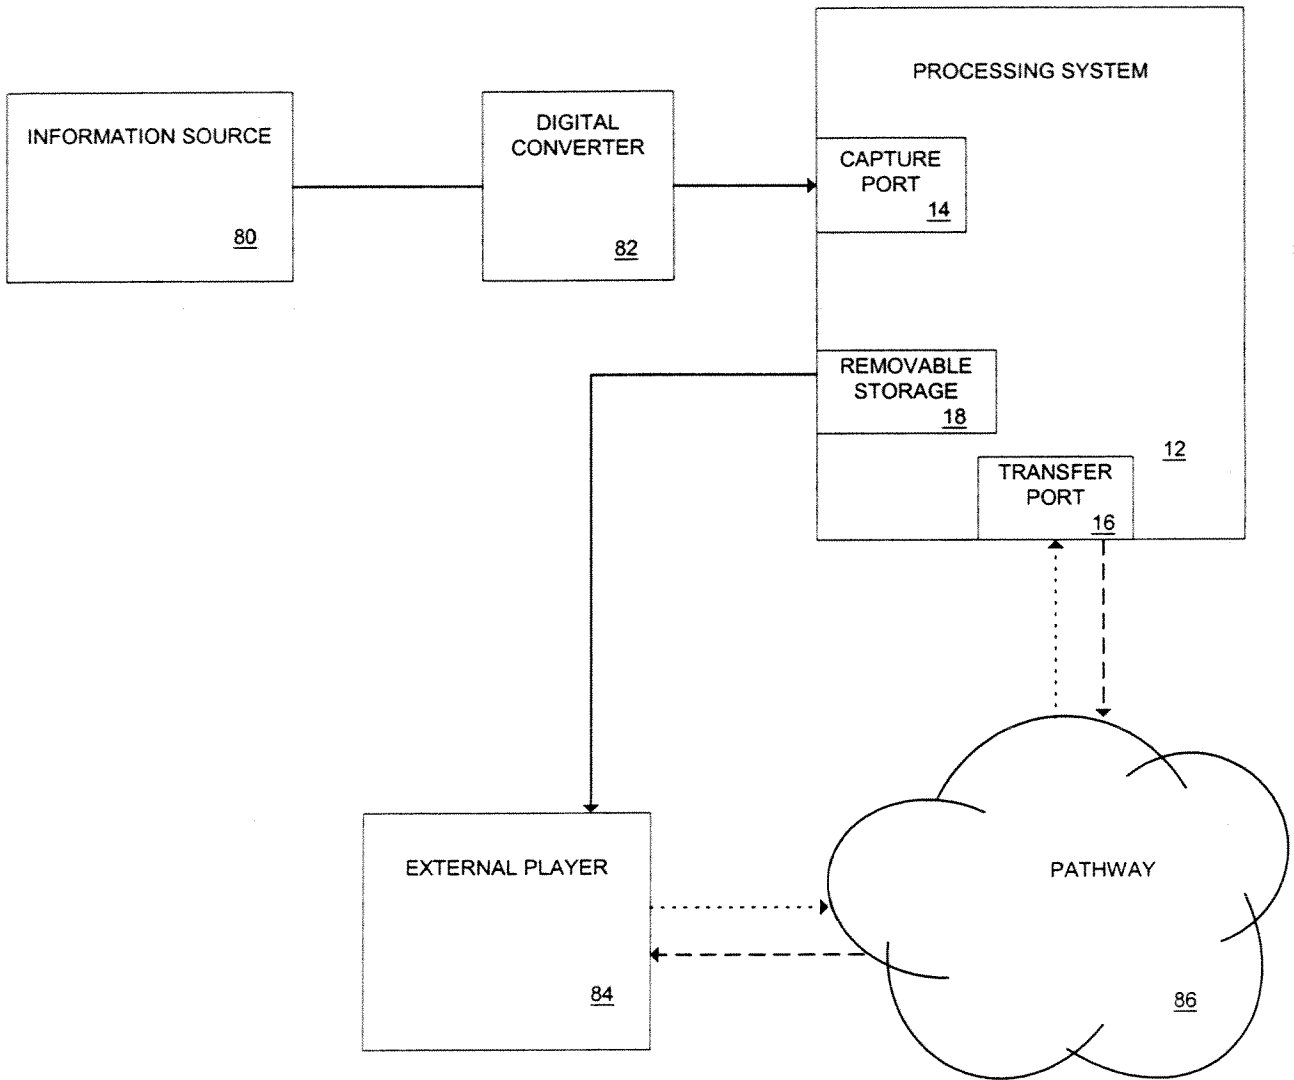 INFORMATION SOURCE
80
DIGITAL
CONVERTER
82
PROCESSING SYSTEM
CAPTURE
PORT
14
REMOVABLE
STORAGE
18
12
TRANSFER
PORT
16
EXTERNAL PLAYER
84
PATHWAY
86